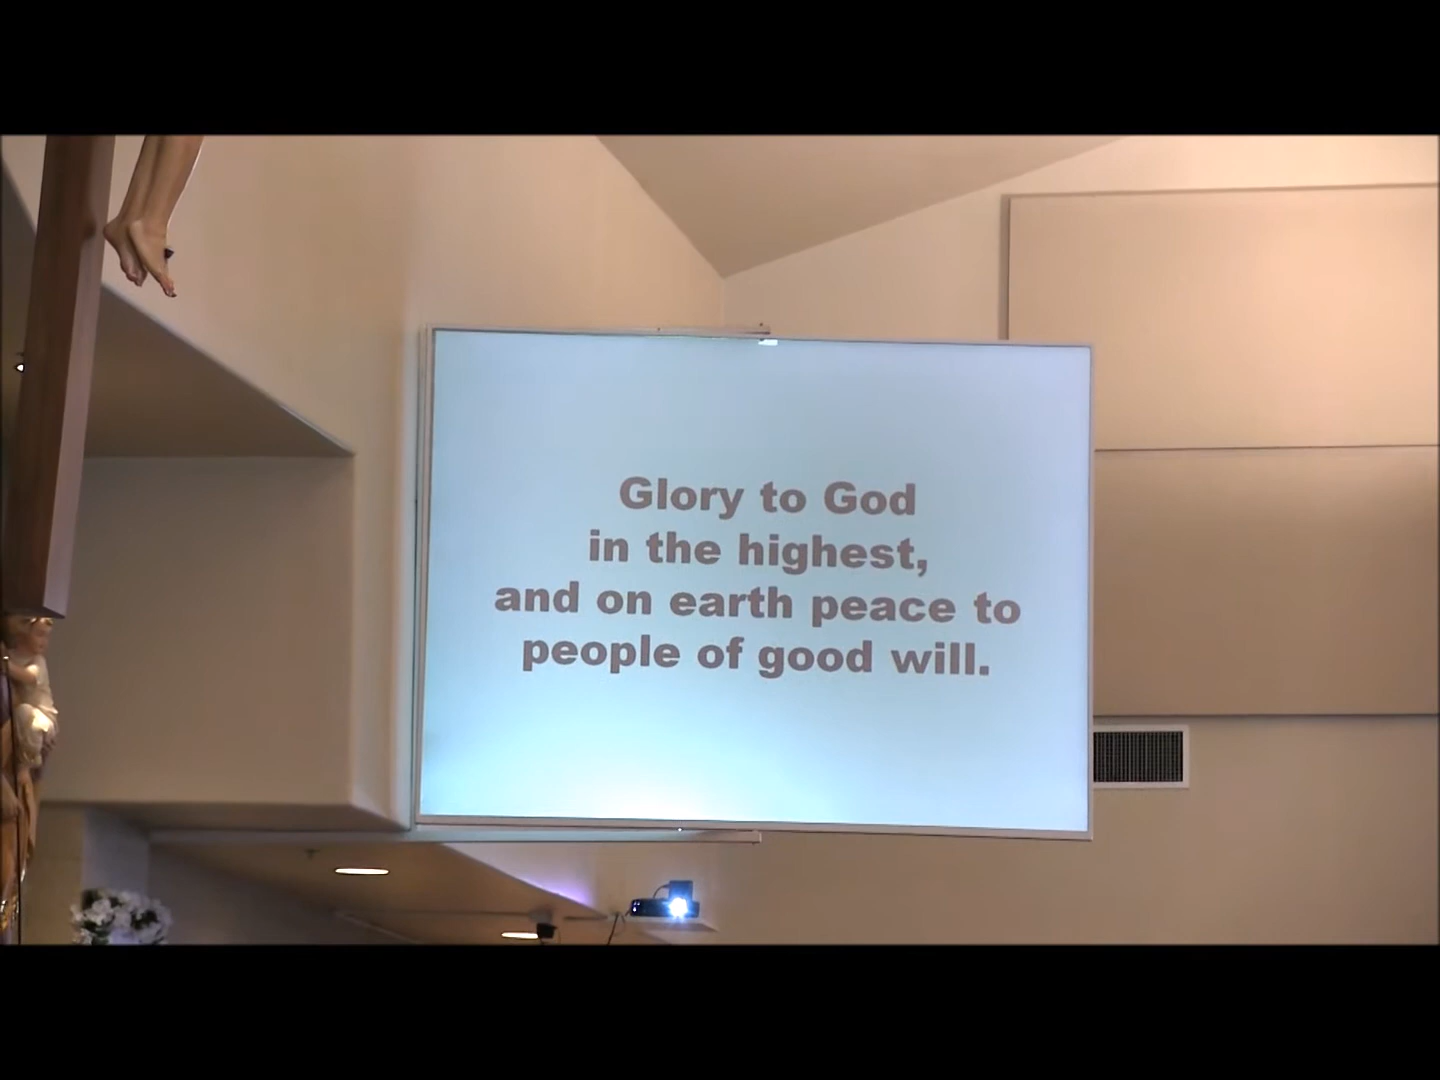 Glory to God
in the highest,
and on earth peace to
people of good will.